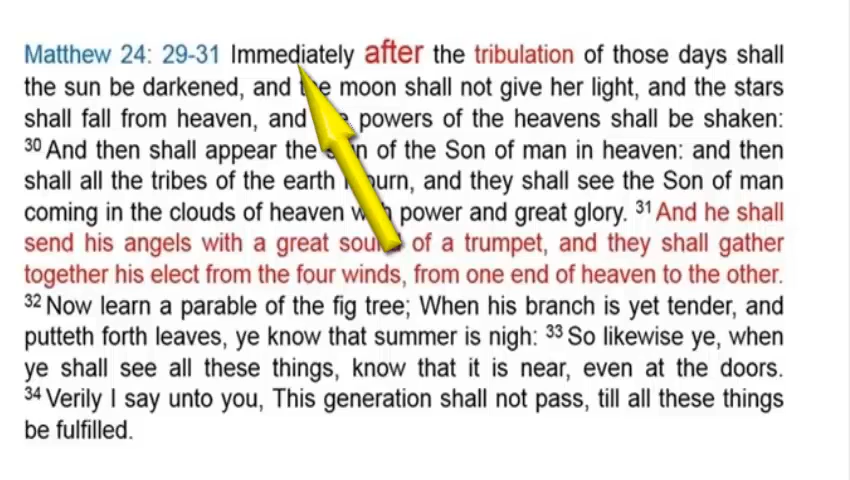 Matthew 24: 29-31 Immediately after the tribulation of those days shall
the sun be darkened, and the moon shall not give her light, and the stars
shall fall from heaven, and the powers of the heavens shall be shaken:
30 And then shall appear the sign of the Son of man in heaven: and then
shall all the tribes of the earth mourn, and they shall see the Son of man
coming in the clouds of heaven with power and great glory. 31 And he shall
send his angels with a great sound of a trumpet, and they shall gather
together his elect from the four winds, from one end of heaven to the other.
32 Now learn a parable of the fig tree; When his branch is yet tender, and
putteth forth leaves, ye know that summer is nigh: 33 So likewise ye, when
ye shall see all these things, know that it is near, even at the doors.
34 Verily I say unto you, This generation shall not pass, till all these things
be fulfilled.